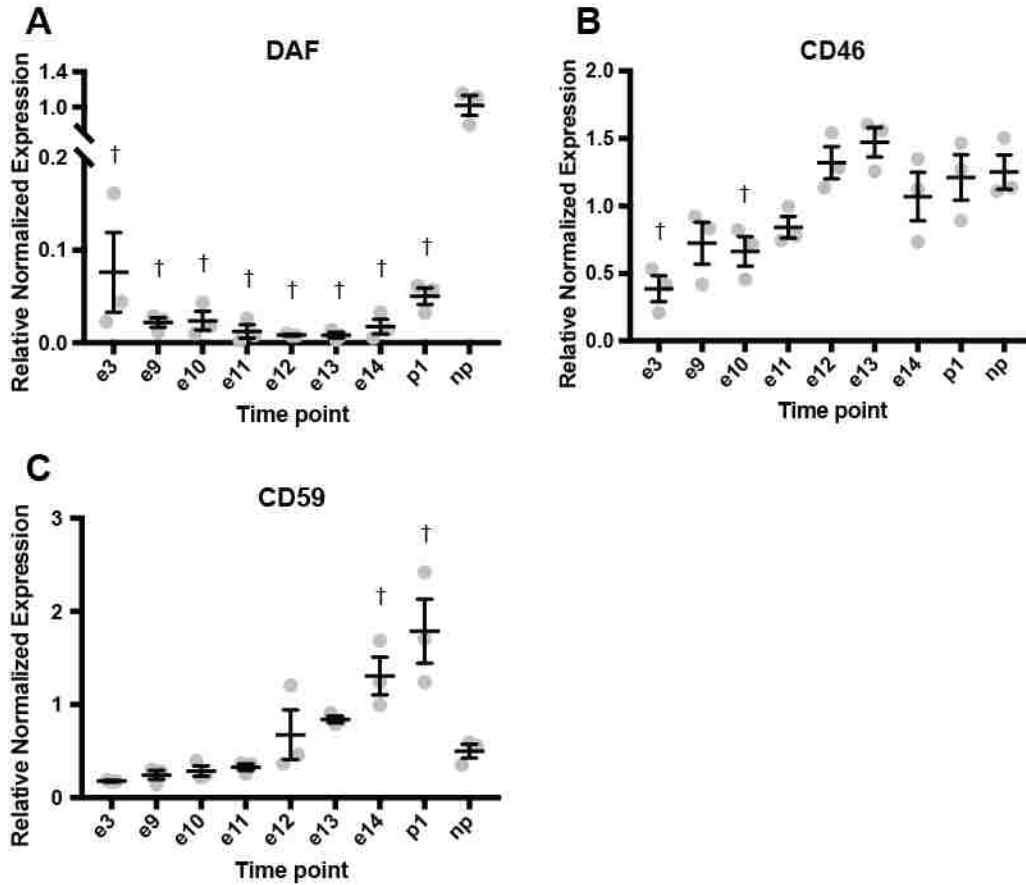 A
DAF
Relative Normalized Expression
1.4
1.0
0.2
0.1
0.0
† † † † † † † †
e3 e9 e10 e11 e12 e13 e14 p1 np
Time point
B
CD46
Relative Normalized Expression
2.0
1.5
1.0
0.5
0.0
† †
e3 e9 e10 e11 e12 e13 e14 p1 np
Time point
C
CD59
Relative Normalized Expression
3
2
1
0
† †
e3 e9 e10 e11 e12 e13 e14 p1 np
Time point